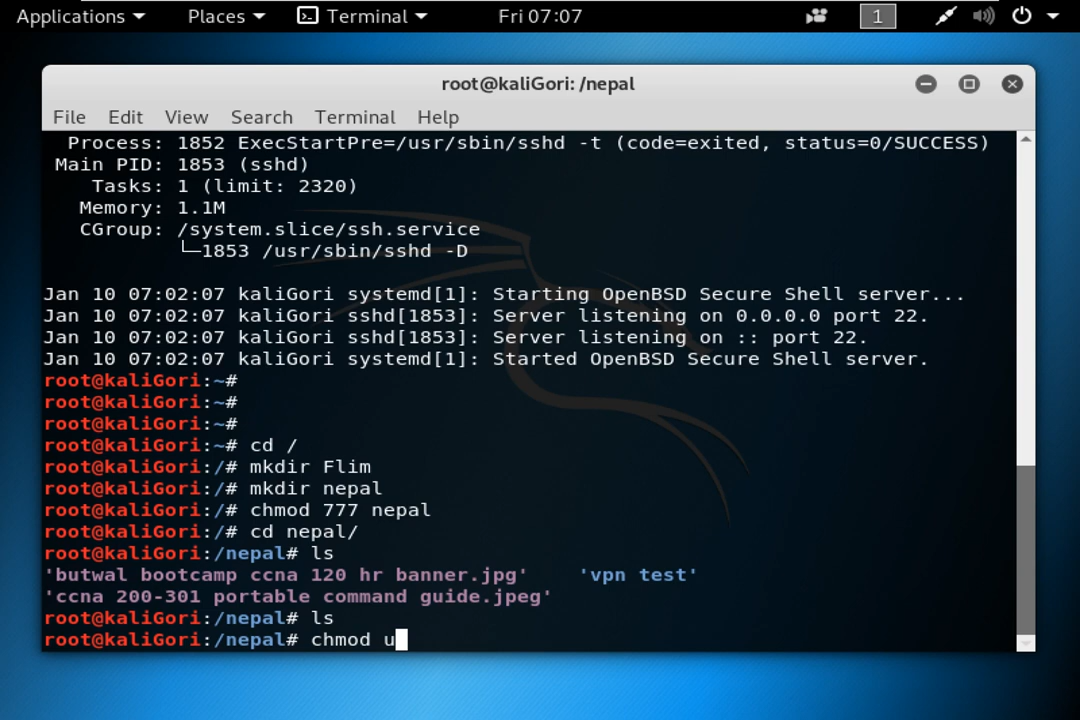 Applications Places Terminal Fri 07:07 1
root@kaliGori: /nepal
File Edit View Search Terminal Help
Process: 1852 ExecStartPre=/usr/sbin/sshd -t (code=exited, status=0/SUCCESS)
Main PID: 1853 (sshd)
Tasks: 1 (limit: 2320)
Memory: 1.1M
CGroup: /system.slice/ssh.service
└─1853 /usr/sbin/sshd -D
Jan 10 07:02:07 kaliGori systemd[1]: Starting OpenBSD Secure Shell server...
Jan 10 07:02:07 kaliGori sshd[1853]: Server listening on 0.0.0.0 port 22.
Jan 10 07:02:07 kaliGori sshd[1853]: Server listening on :: port 22.
Jan 10 07:02:07 kaliGori systemd[1]: Started OpenBSD Secure Shell server.
root@kaliGori:~#
root@kaliGori:~#
root@kaliGori:~#
root@kaliGori:~# cd /
root@kaliGori:/# mkdir Flim
root@kaliGori:/# mkdir nepal
root@kaliGori:/# chmod 777 nepal
root@kaliGori:/# cd nepal/
root@kaliGori:/nepal# ls
'butwal bootcamp ccna 120 hr banner.jpg' 'vpn test'
'ccna 200-301 portable command guide.jpeg'
root@kaliGori:/nepal# ls
root@kaliGori:/nepal# chmod u